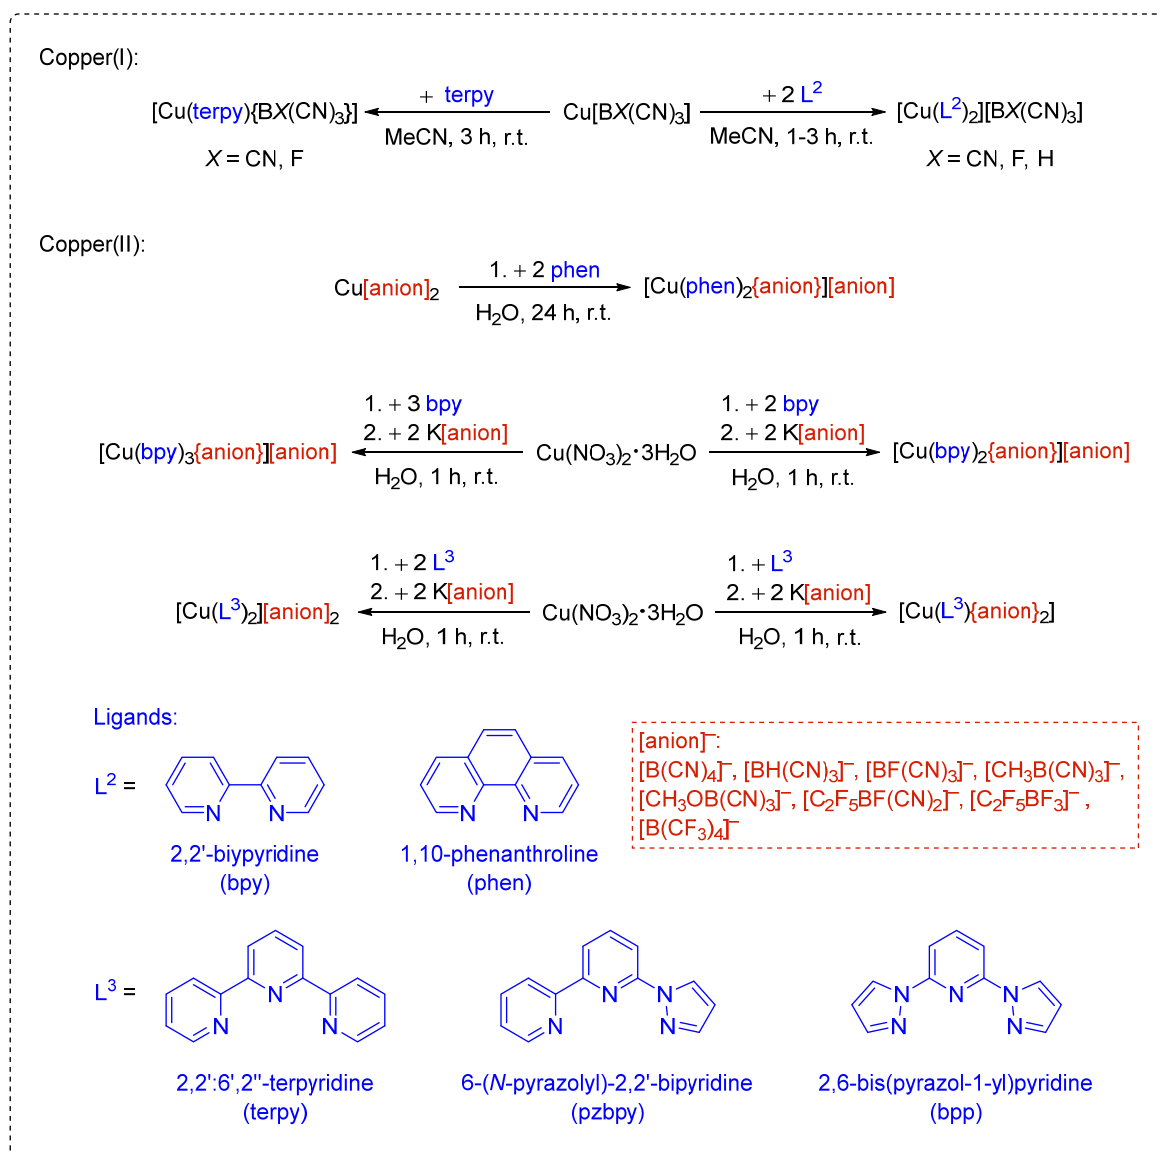 Copper(I):
+ terpy
+ 2 L²
[Cu(terpy){BX(CN)₃}]
Cu[BX(CN)₃]
[Cu(L²)₂][BX(CN)₃]
MeCN, 3 h, r.t.
MeCN, 1-3 h, r.t.
X = CN, F
X = CN, F, H
Copper(II):
1. + 2 phen
Cu[anion]₂
[Cu(phen)₂{anion}][anion]
H₂O, 24 h, r.t.
1. + 3 bpy
2. + 2 K[anion]
1. + 2 bpy
2. + 2 K[anion]
[Cu(bpy)₃{anion}][anion]
Cu(NO₃)₂·3H₂O
[Cu(bpy)₂{anion}][anion]
H₂O, 1 h, r.t.
H₂O, 1 h, r.t.
1. + 2 L³
2. + 2 K[anion]
1. + L³
2. + 2 K[anion]
[Cu(L³)₂][anion]₂
Cu(NO₃)₂·3H₂O
[Cu(L³){anion}₂]
H₂O, 1 h, r.t.
H₂O, 1 h, r.t.
Ligands:
L² =
N N
2,2'-biypyridine
(bpy)
N N
1,10-phenanthroline
(phen)
[anion]⁻:
[B(CN)₄]⁻, [BH(CN)₃]⁻, [BF(CN)₃]⁻, [CH₃B(CN)₃]⁻,
[CH₃OB(CN)₃]⁻, [C₂F₅BF(CN)₂]⁻, [C₂F₅BF₃]⁻ ,
[B(CF₃)₄]⁻
L³ =
N
N N
2,2':6',2''-terpyridine
(terpy)
N N
N N
6-(N-pyrazolyl)-2,2'-bipyridine
(pzbpy)
N N N
N N
2,6-bis(pyrazol-1-yl)pyridine
(bpp)